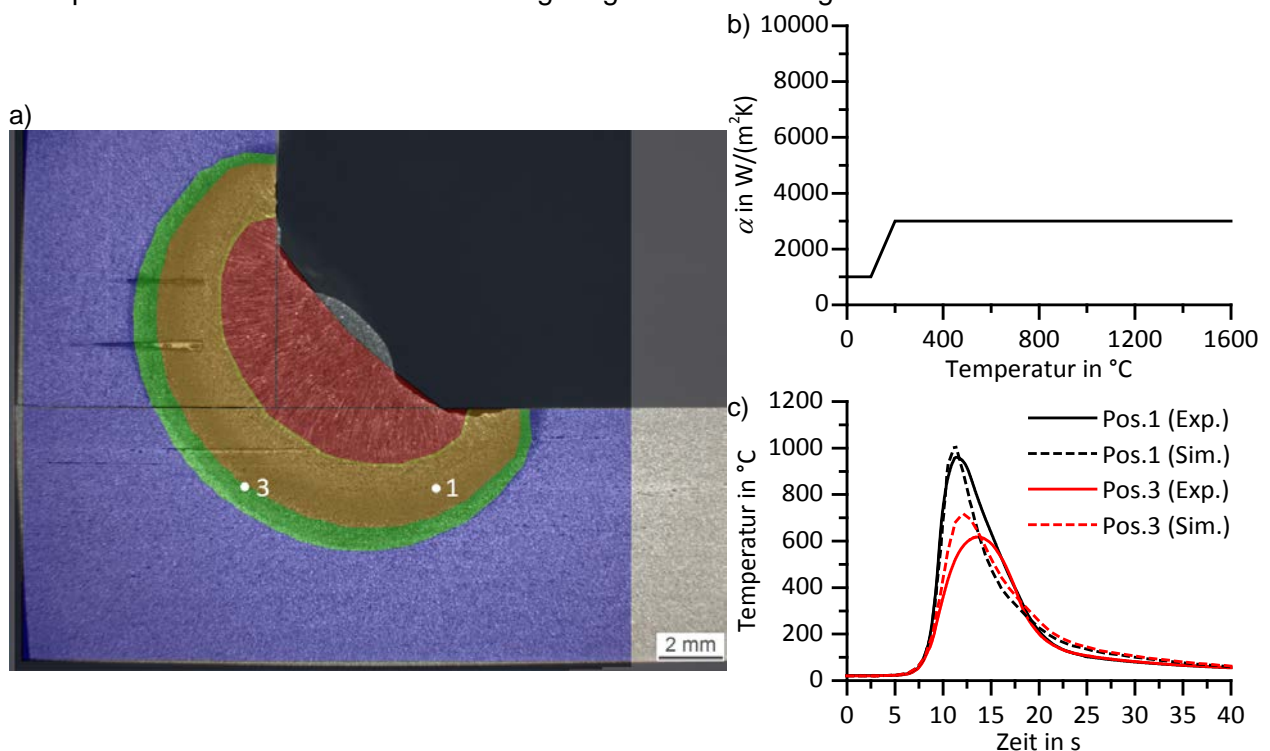 b)
10000
8000
6000
4000
2000
0
α in W/(m²K)
0 400 800 1200 1600
Temperatur in °C
a)
3
1
2 mm
c)
1200
1000
800
600
400
200
0
Temperatur in °C
Pos.1 (Exp.)
Pos.1 (Sim.)
Pos.3 (Exp.)
Pos.3 (Sim.)
0 5 10 15 20 25 30 35 40
Zeit in s